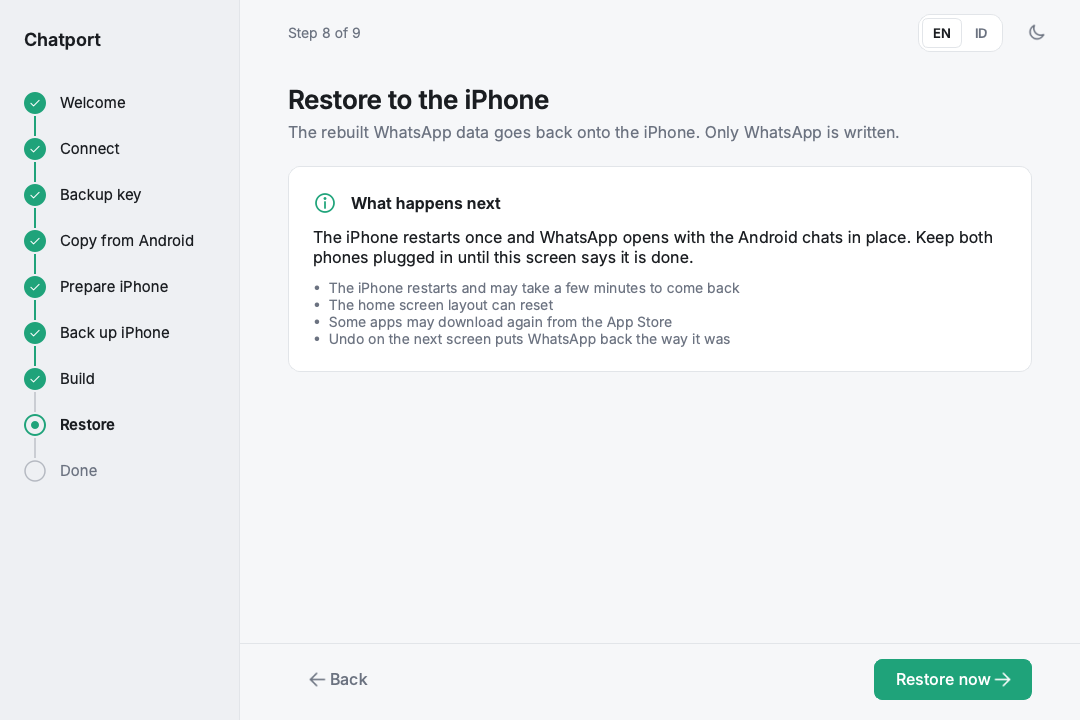 Chatport
Welcome
Connect
Backup key
Copy from Android
Prepare iPhone
Back up iPhone
Build
Restore
Done
Step 8 of 9
EN
ID
Restore to the iPhone
The rebuilt WhatsApp data goes back onto the iPhone. Only WhatsApp is written.
What happens next
The iPhone restarts once and WhatsApp opens with the Android chats in place. Keep both
phones plugged in until this screen says it is done.
• The iPhone restarts and may take a few minutes to come back
• The home screen layout can reset
• Some apps may download again from the App Store
• Undo on the next screen puts WhatsApp back the way it was
Back
Restore now